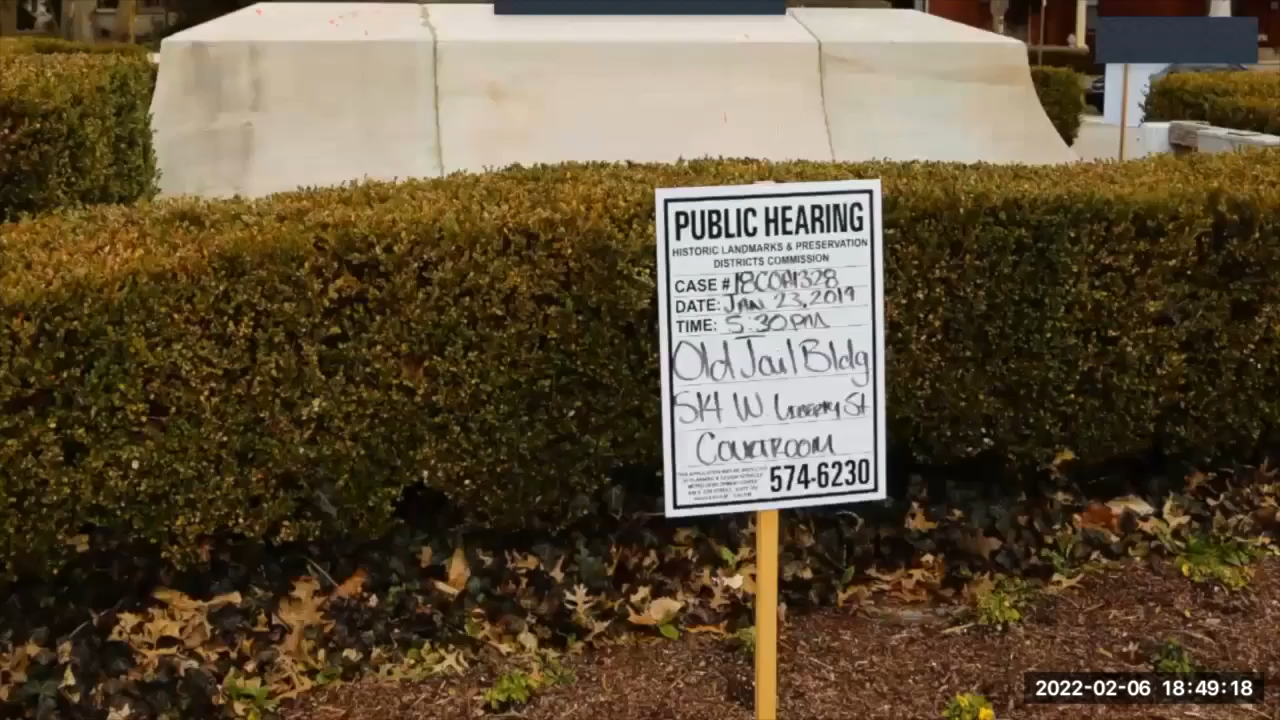 PUBLIC HEARING
HISTORIC LANDMARKS & PRESERVATION
DISTRICTS COMMISSION
CASE # 18COA1328
DATE: JAN 23, 2019
TIME: 5:30 PM
Old Jail Bldg
514 W LIBERTY St
COURTROOM
574-6230
2022-02-06 18:49:18